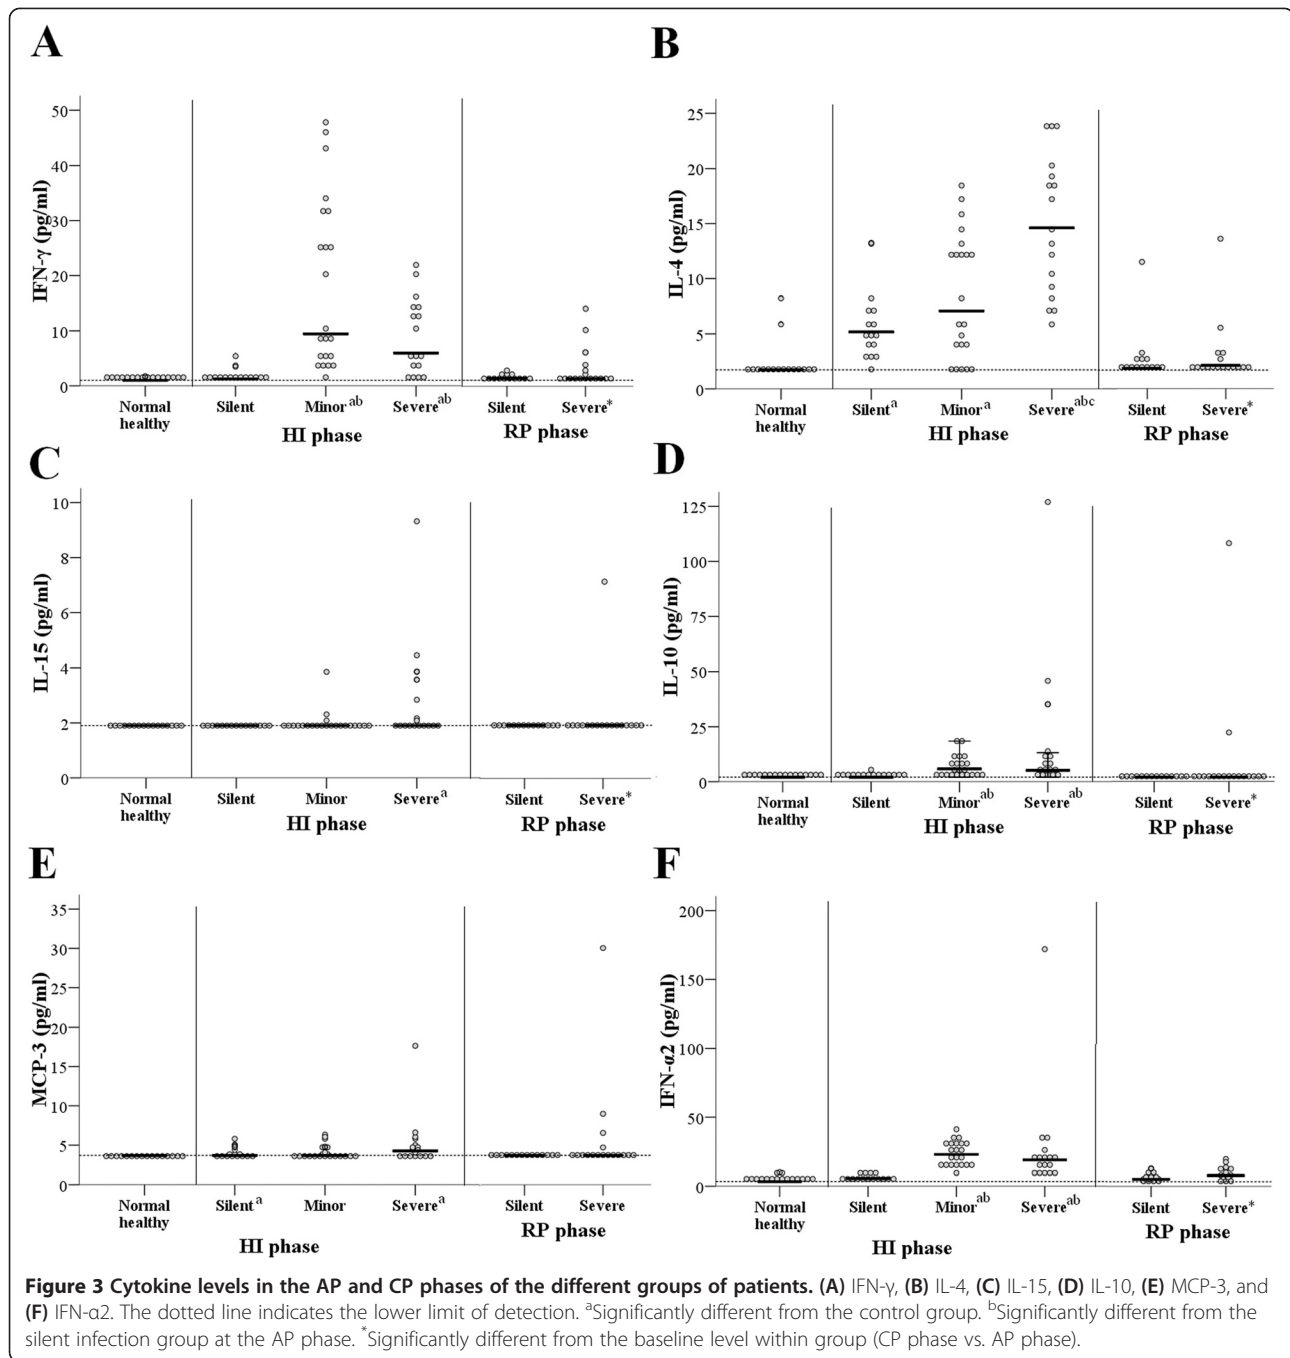 A
IFN-γ (pg/ml)
50
40
30
20
10
0
Normal healthy
Silent
Minor^ab
Severe^ab
Silent
Severe*
HI phase
RP phase
B
IL-4 (pg/ml)
25
20
15
10
5
0
Normal healthy
Silent^a
Minor^a
Severe^abc
Silent
Severe*
HI phase
RP phase
C
IL-15 (pg/ml)
10
8
6
4
2
0
Normal healthy
Silent
Minor
Severe^a
Silent
Severe*
HI phase
RP phase
D
IL-10 (pg/ml)
125
100
75
50
25
0
Normal healthy
Silent
Minor^ab
Severe^ab
Silent
Severe*
HI phase
RP phase
E
MCP-3 (pg/ml)
35
30
25
20
15
10
5
0
Normal healthy
Silent^a
Minor
Severe^a
Silent
Severe
HI phase
RP phase
F
IFN-α2 (pg/ml)
200
150
100
50
0
Normal healthy
Silent
Minor^ab
Severe^ab
Silent
Severe*
HI phase
RP phase
Figure 3 Cytokine levels in the AP and CP phases of the different groups of patients. (A) IFN-γ, (B) IL-4, (C) IL-15, (D) IL-10, (E) MCP-3, and
(F) IFN-α2. The dotted line indicates the lower limit of detection. ^aSignificantly different from the control group. ^bSignificantly different from the
silent infection group at the AP phase. *Significantly different from the baseline level within group (CP phase vs. AP phase).